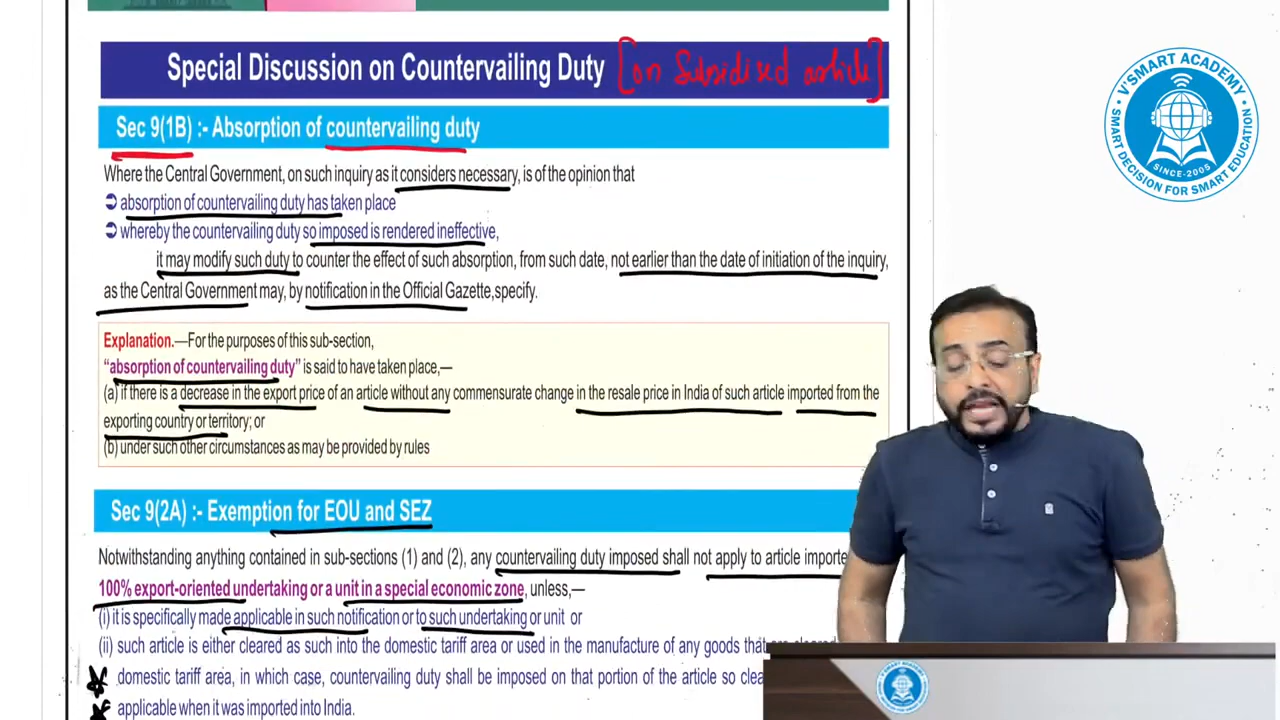 Special Discussion on Countervailing Duty [on Subsidised article]
Sec 9(1B) :- Absorption of countervailing duty
Where the Central Government, on such inquiry as it considers necessary, is of the opinion that
➲ absorption of countervailing duty has taken place
➲ whereby the countervailing duty so imposed is rendered ineffective,
it may modify such duty to counter the effect of such absorption, from such date, not earlier than the date of initiation of the inquiry,
as the Central Government may, by notification in the Official Gazette, specify.
Explanation.—For the purposes of this sub-section,
“absorption of countervailing duty” is said to have taken place,—
(a) if there is a decrease in the export price of an article without any commensurate change in the resale price in India of such article imported from the
exporting country or territory; or
(b) under such other circumstances as may be provided by rules
Sec 9(2A) :- Exemption for EOU and SEZ
Notwithstanding anything contained in sub-sections (1) and (2), any countervailing duty imposed shall not apply to article importe
100% export-oriented undertaking or a unit in a special economic zone, unless,—
(i) it is specifically made applicable in such notification or to such undertaking or unit or
(ii) such article is either cleared as such into the domestic tariff area or used in the manufacture of any goods that are cleared
domestic tariff area, in which case, countervailing duty shall be imposed on that portion of the article so clea
applicable when it was imported into India.
V'SMART ACADEMY
SINCE-2005
SMART DECISION FOR SMART EDUCATION